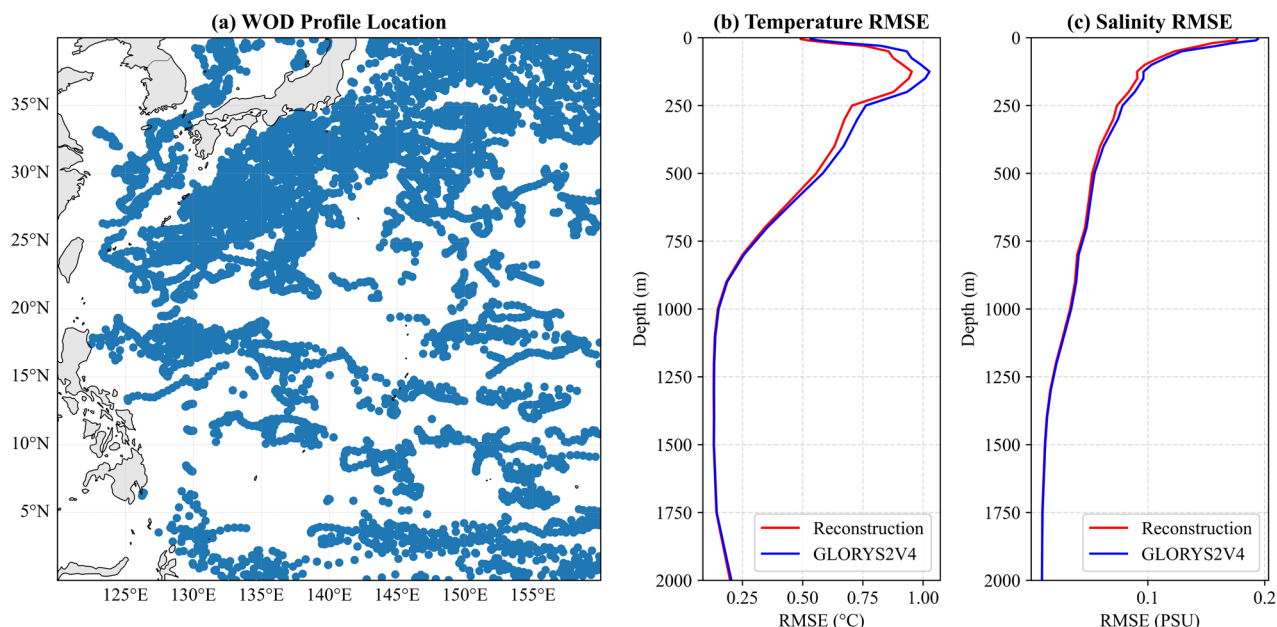 (a) WOD Profile Location
35°N
30°N
25°N
20°N
15°N
10°N
5°N
125°E
130°E
135°E
140°E
145°E
150°E
155°E
(b) Temperature RMSE
Depth (m)
0
250
500
750
1000
1250
1500
1750
2000
Reconstruction
GLORYS2V4
0.25
0.50
0.75
1.00
RMSE (°C)
(c) Salinity RMSE
Depth (m)
0
250
500
750
1000
1250
1500
1750
2000
Reconstruction
GLORYS2V4
0.1
0.2
RMSE (PSU)